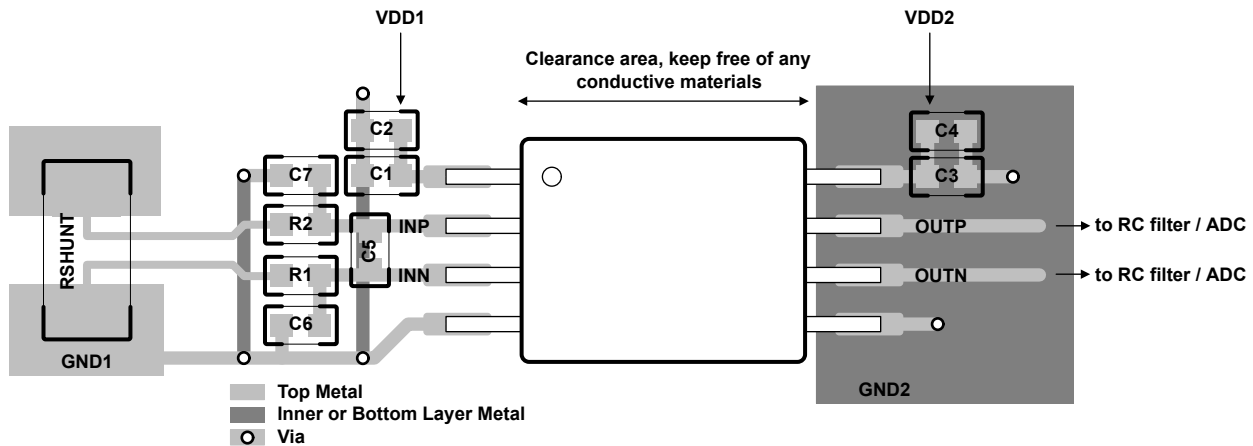 VDD1
VDD2
Clearance area, keep free of any
conductive materials
C2
C4
C7
C1
C3
RSHUNT
R2
C5
INP
OUTP
to RC filter / ADC
R1
INN
OUTN
to RC filter / ADC
C6
GND1
GND2
Top Metal
Inner or Bottom Layer Metal
Via